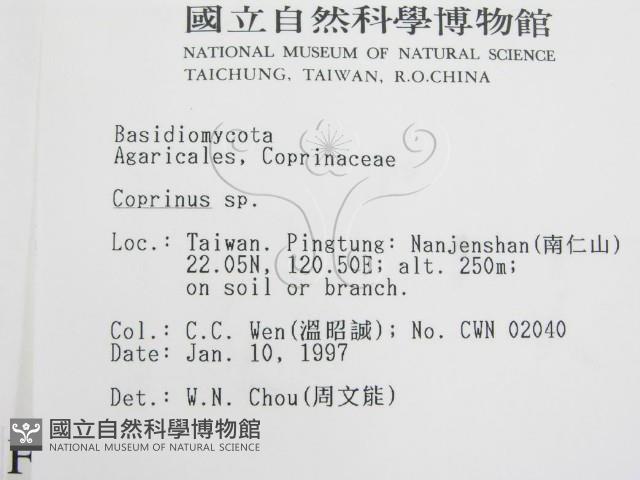 國立自然科學博物館
NATIONAL MUSEUM OF NATURAL SCIENCE
TAICHUNG, TAIWAN, R.O.CHINA
Basidiomycota
Agaricales, Coprinaceae
Coprinus sp.
Loc.: Taiwan. Pingtung: Nanjenshan(南仁山)
22.05N, 120.50E; alt. 250m;
on soil or branch.
Col.: C.C. Wen(溫昭誠); No. CWN 02040
Date: Jan. 10, 1997
Det.: W.N. Chou(周文能)
國立自然科學博物館
NATIONAL MUSEUM OF NATURAL SCIENCE
F